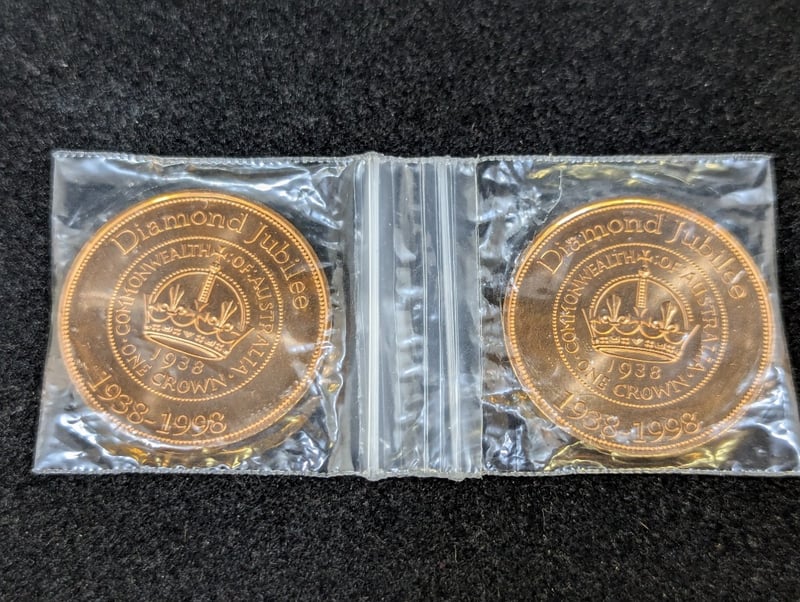 Diamond Jubilee
COMMONWEALTH · OF · AUSTRALIA ·
1938
· ONE CROWN ·
1938-1998
Diamond Jubilee
COMMONWEALTH · OF · AUSTRALIA ·
1938
· ONE CROWN ·
1938-1998